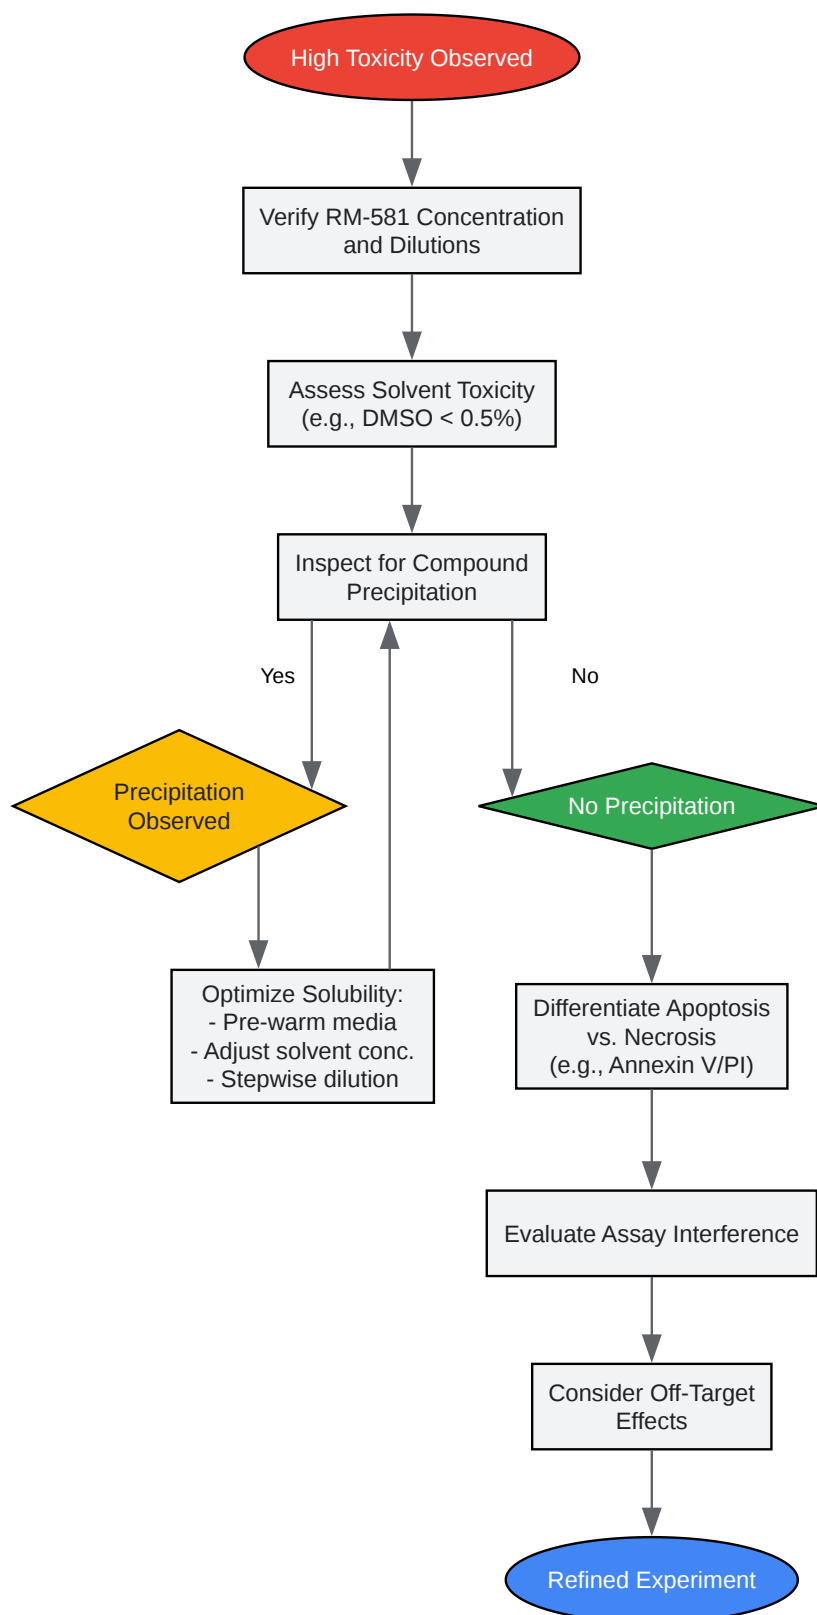 High Toxicity Observed
Verify RM-581 Concentration
and Dilutions
Assess Solvent Toxicity
(e.g., DMSO < 0.5%)
Inspect for Compound
Precipitation
Yes
No
Precipitation
Observed
No Precipitation
Optimize Solubility:
- Pre-warm media
- Adjust solvent conc.
- Stepwise dilution
Differentiate Apoptosis
vs. Necrosis
(e.g., Annexin V/PI)
Evaluate Assay Interference
Consider Off-Target
Effects
Refined Experiment